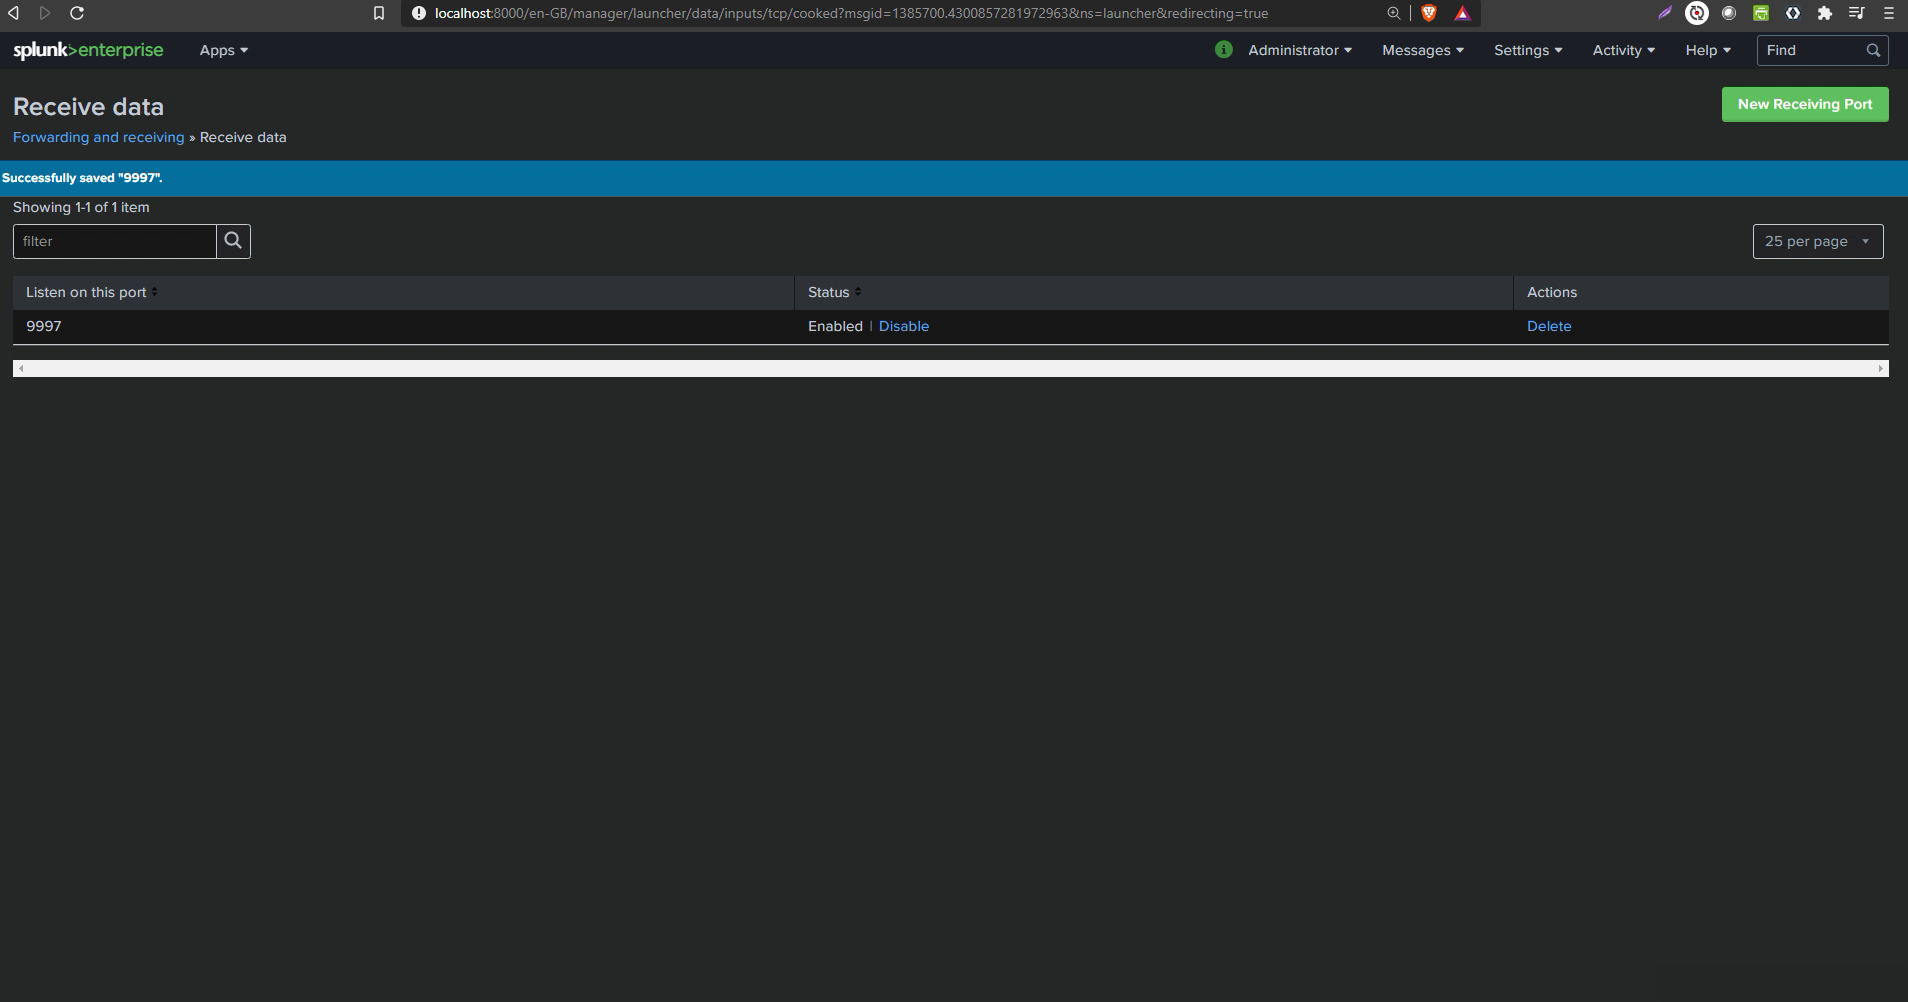 localhost:8000/en-GB/manager/launcher/data/inputs/tcp/cooked?msgid=1385700.4300857281972963&ns=launcher&redirecting=true
splunk>enterprise Apps Administrator Messages Settings Activity Help Find
Receive data
New Receiving Port
Forwarding and receiving » Receive data
Successfully saved "9997".
Showing 1-1 of 1 item
filter
25 per page
Listen on this port Status Actions
9997 Enabled | Disable Delete